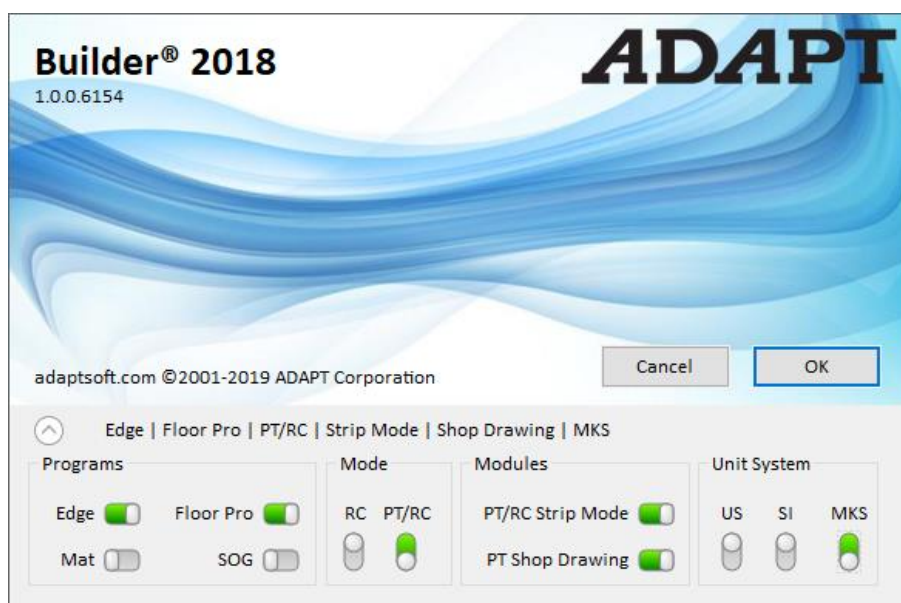 Builder® 2018
ADAPT
1.0.0.6154
Cancel
OK
adaptsoft.com ©2001-2019 ADAPT Corporation
Edge | Floor Pro | PT/RC | Strip Mode | Shop Drawing | MKS
Programs
Mode
Modules
Unit System
Edge
Floor Pro
RC
PT/RC
PT/RC Strip Mode
US
SI
MKS
Mat
SOG
PT Shop Drawing